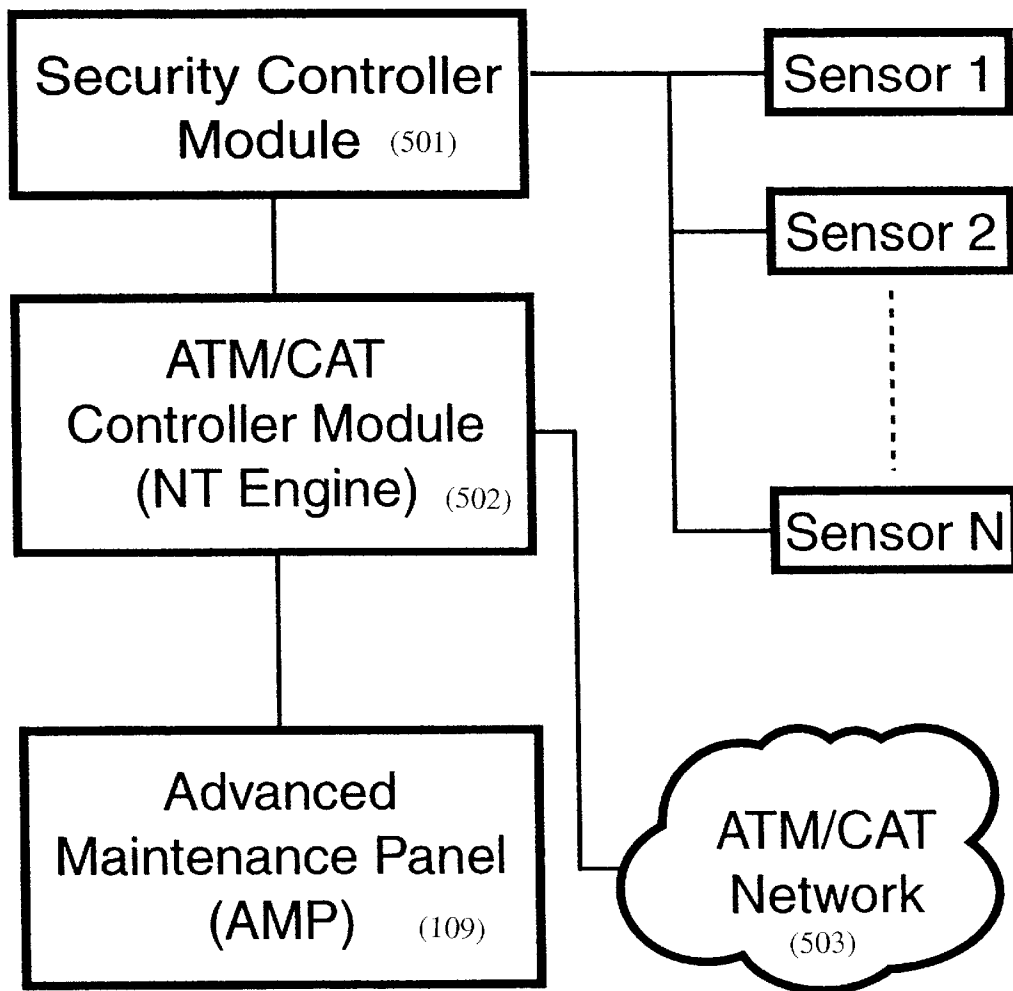 Security Controller
Module (501)
Sensor 1
Sensor 2
Sensor N
ATM/CAT
Controller Module
(NT Engine) (502)
Advanced
Maintenance Panel
(AMP) (109)
ATM/CAT
Network
(503)